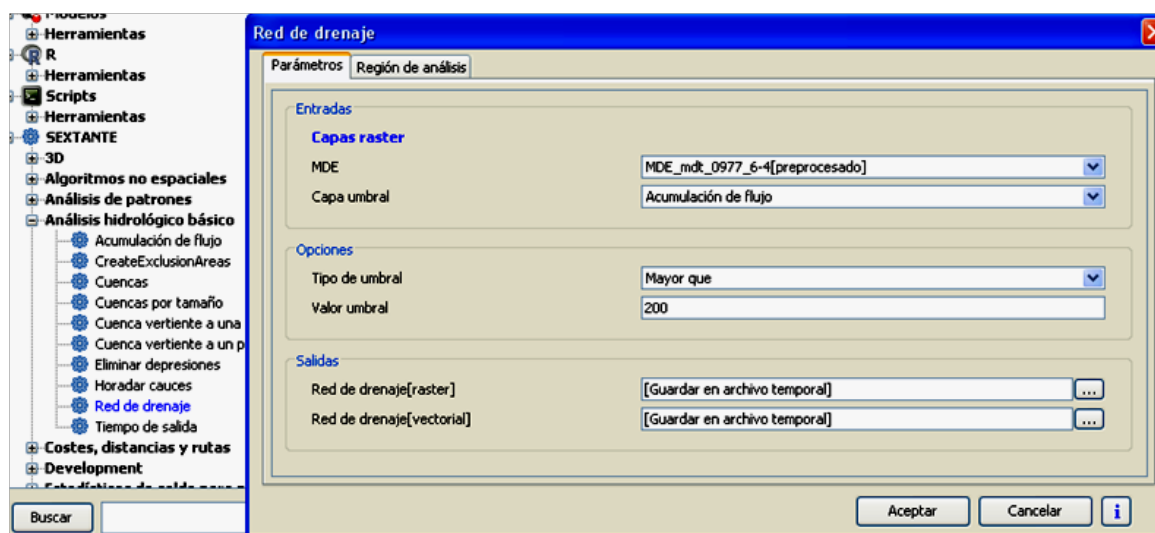 Modelos
Herramientas
R
Herramientas
Scripts
Herramientas
SEXTANTE
3D
Algoritmos no espaciales
Análisis de patrones
Análisis hidrológico básico
Acumulación de flujo
CreateExclusionAreas
Cuencas
Cuencas por tamaño
Cuenca vertiente a una
Cuenca vertiente a un p
Eliminar depresiones
Horadar cauces
Red de drenaje
Tiempo de salida
Costes, distancias y rutas
Development
Buscar
Red de drenaje
Parámetros Región de análisis
Entradas
Capas raster
MDE MDE_mdt_0977_6-4[preprocesado]
Capa umbral Acumulación de flujo
Opciones
Tipo de umbral Mayor que
Valor umbral 200
Salidas
Red de drenaje[raster] [Guardar en archivo temporal] ...
Red de drenaje[vectorial] [Guardar en archivo temporal] ...
Aceptar Cancelar i